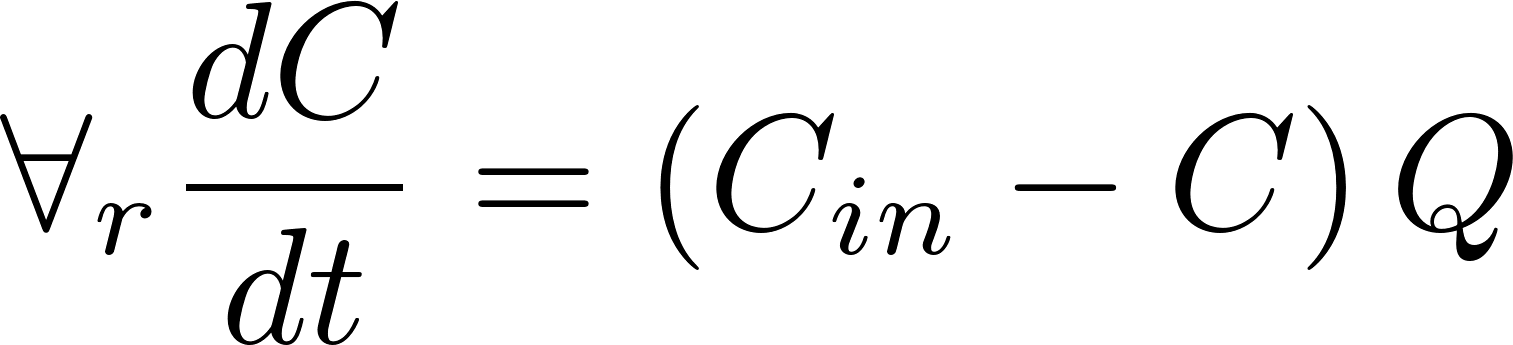 ∀_r dC/dt = (C_in − C) Q